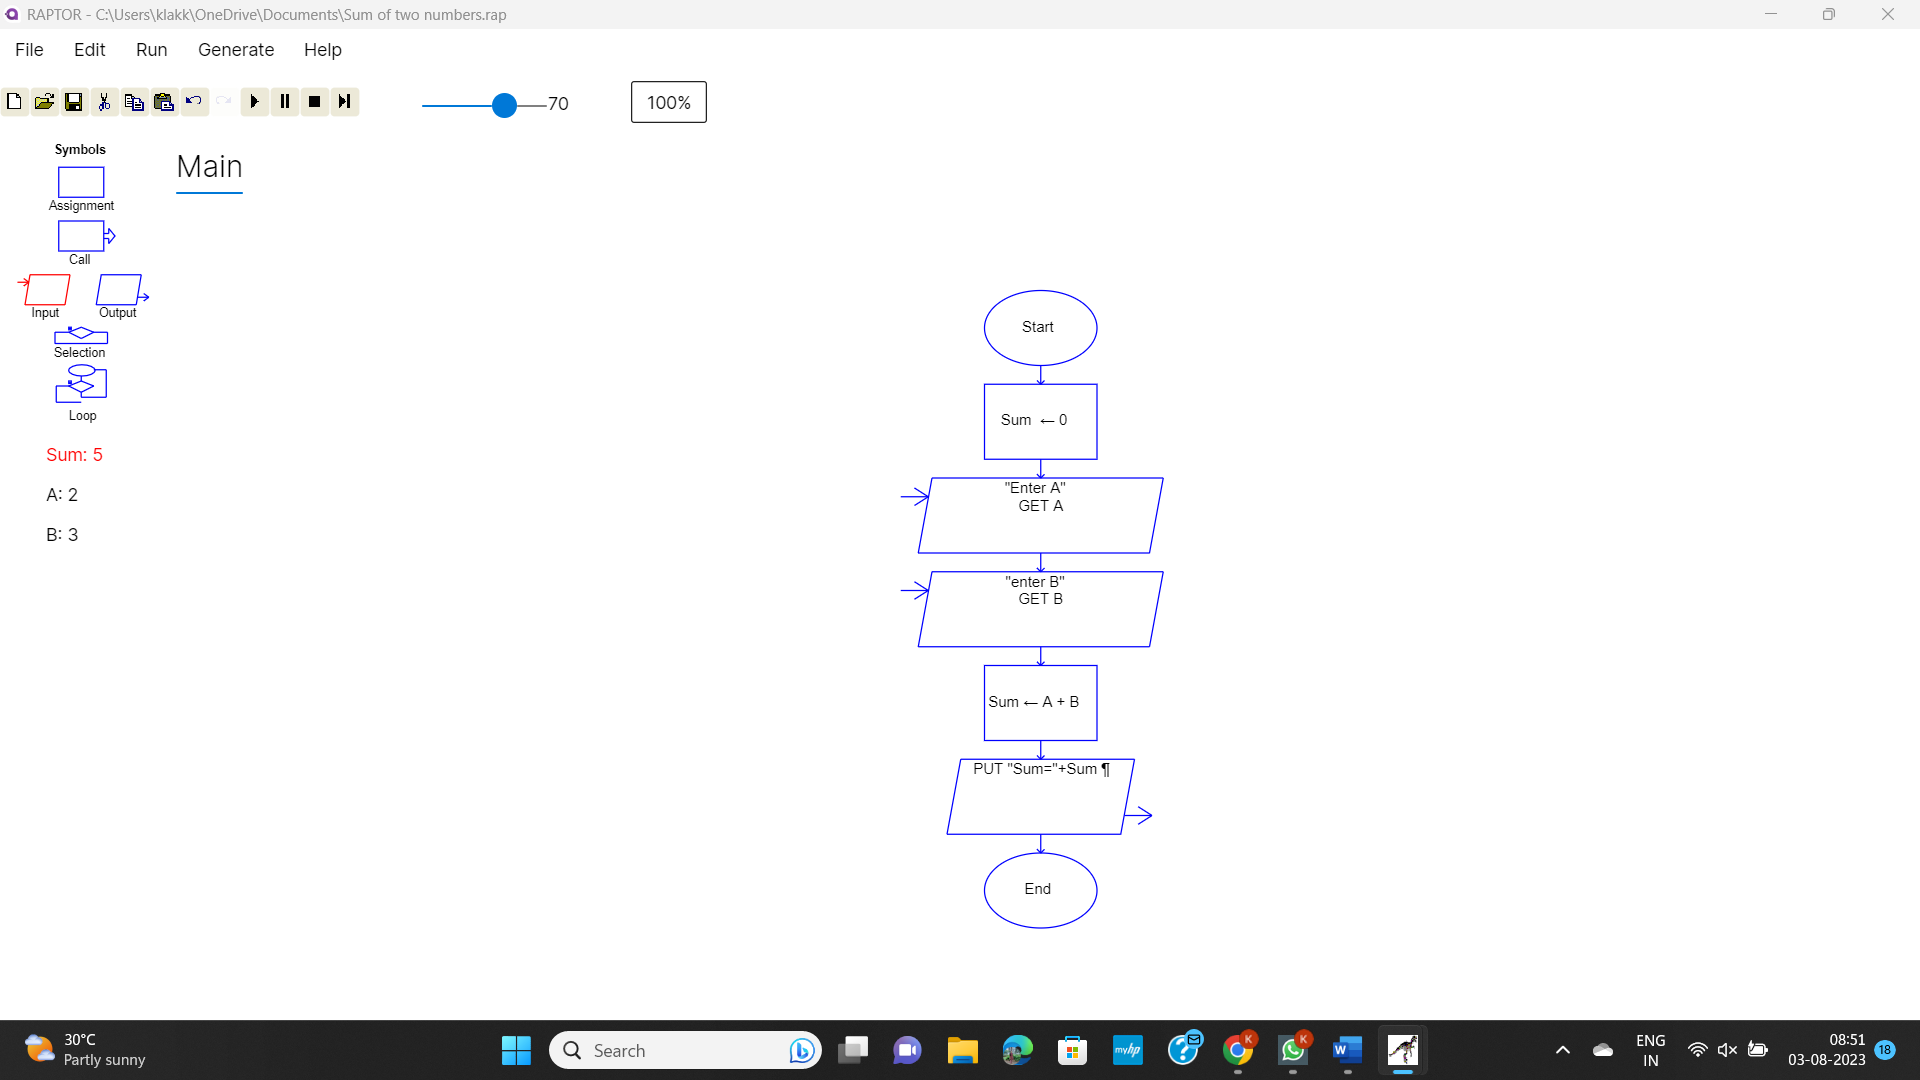 RAPTOR - C:\Users\klakk\OneDrive\Documents\Sum of two numbers.rap
File Edit Run Generate Help
70
100%
Symbols
Assignment
Call
Input Output
Selection
Loop
Sum: 5
A: 2
B: 3
Main
Start
Sum ← 0
"Enter A"
GET A
"enter B"
GET B
Sum ← A + B
PUT "Sum="+Sum ¶
End
30°C
Partly sunny
Search
myhp
K
K
W
ENG
IN
08:51
03-08-2023
18